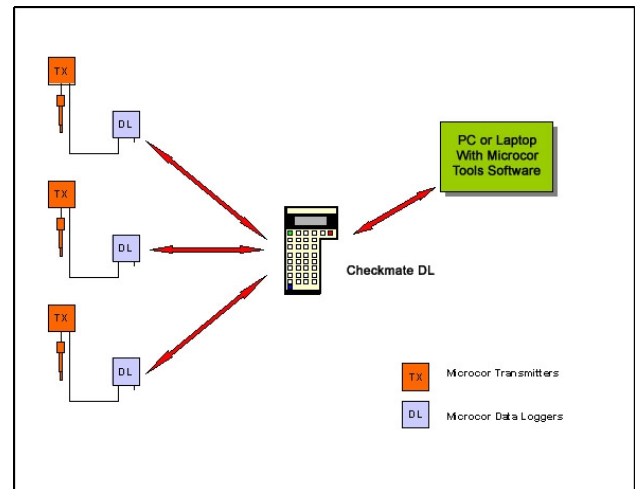 TX
DL
PC or Laptop
With Microcor
Tools Software
TX
DL
Checkmate DL
TX
DL
TX Microcor Transmitters
DL Microcor Data Loggers